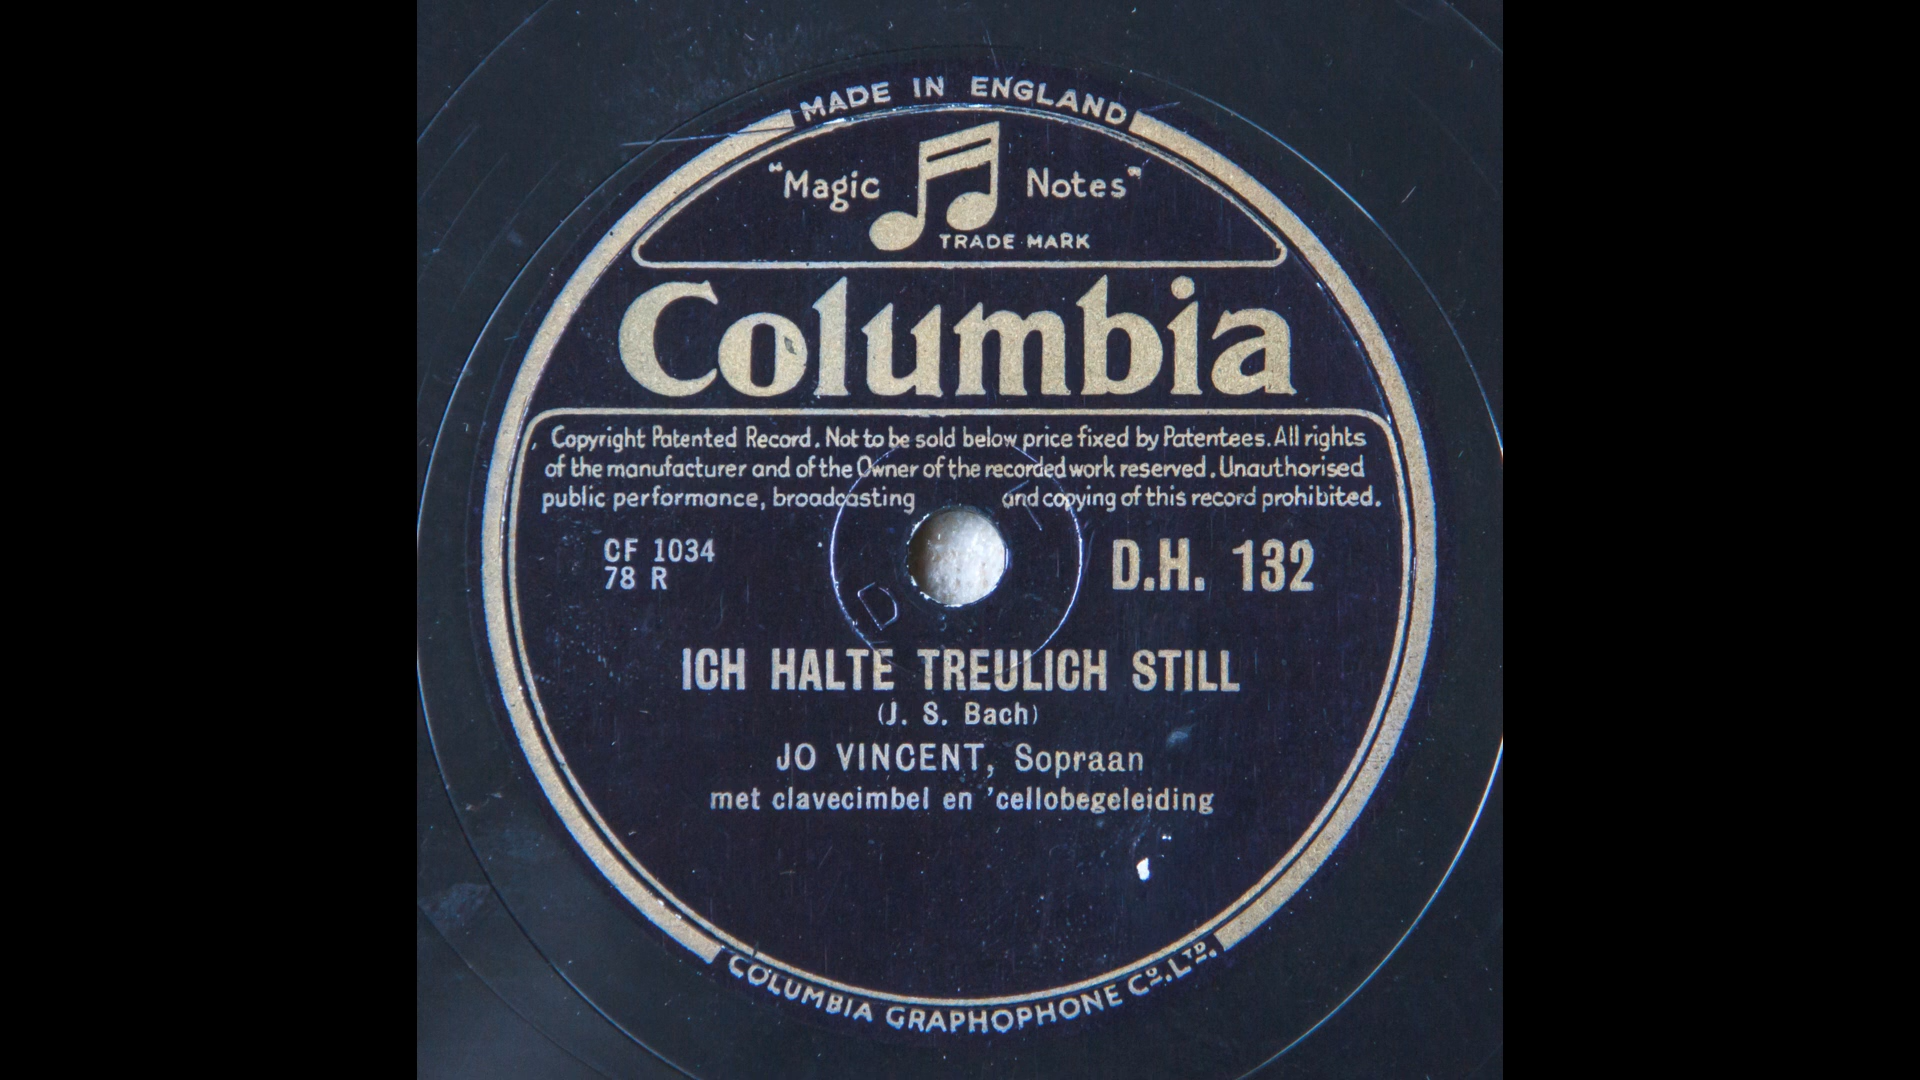 MADE IN ENGLAND
"Magic Notes"
TRADE MARK
Columbia
Copyright Patented Record. Not to be sold below price fixed by Patentees. All rights
of the manufacturer and of the Owner of the recorded work reserved. Unauthorised
public performance, broadcasting and copying of this record prohibited.
CF 1034
78 R
D.H. 132
ICH HALTE TREULICH STILL
(J. S. Bach)
JO VINCENT, Sopraan
met clavecimbel en 'cellobegeleiding
COLUMBIA GRAPHOPHONE Cº. LTD.
D